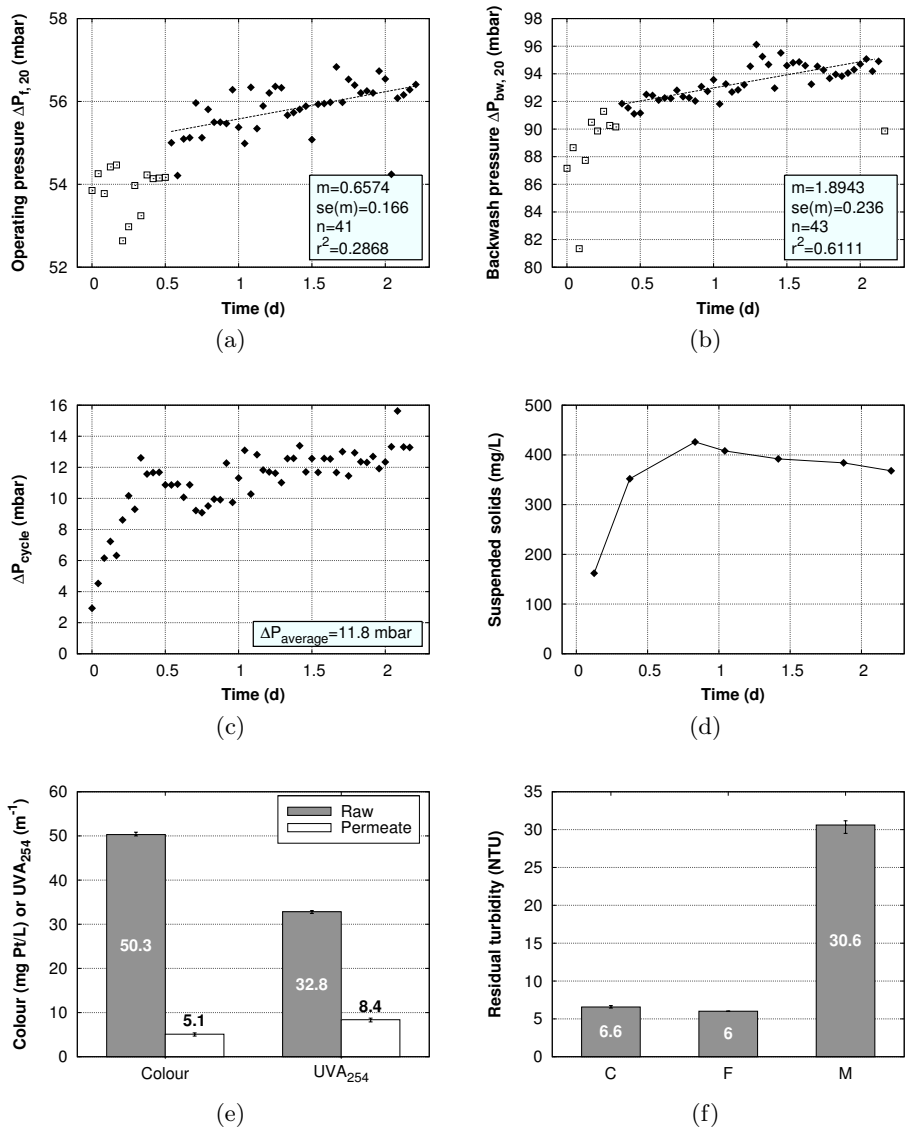 Operating pressure ΔP_f, 20 (mbar)
58
56
54
52
m=0.6574
se(m)=0.166
n=41
r²=0.2868
0 0.5 1 1.5 2
Time (d)
(a)
Backwash pressure ΔP_bw, 20 (mbar)
98
96
94
92
90
88
86
84
82
80
m=1.8943
se(m)=0.236
n=43
r²=0.6111
0 0.5 1 1.5 2
Time (d)
(b)
ΔP_cycle (mbar)
16
14
12
10
8
6
4
2
0
ΔP_average=11.8 mbar
0 0.5 1 1.5 2
Time (d)
(c)
Suspended solids (mg/L)
500
400
300
200
100
0
0 0.5 1 1.5 2
Time (d)
(d)
Colour (mg Pt/L) or UVA_254 (m⁻¹)
60
50
40
30
20
10
0
Raw
Permeate
50.3
5.1
32.8
8.4
Colour UVA_254
(e)
Residual turbidity (NTU)
35
30
25
20
15
10
5
0
6.6
6
30.6
C F M
(f)